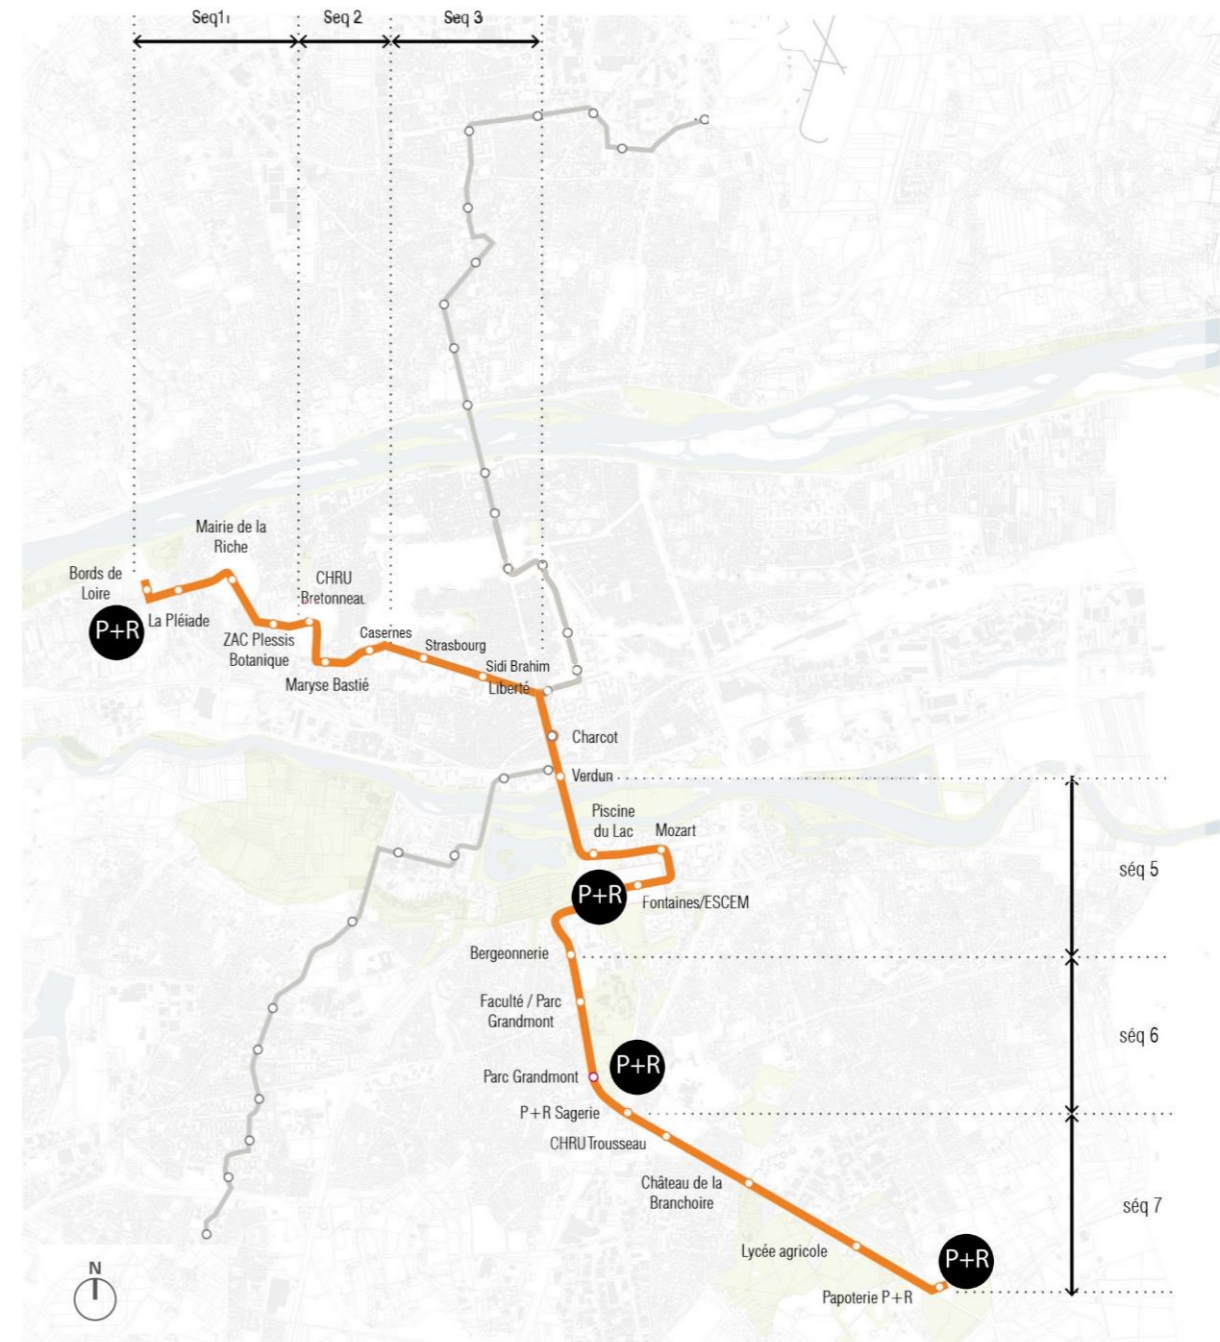 Seq1
Seq 2
Seq 3
Mairie de la
Riche
Bords de
Loire
P+R
La Pléiade
CHRU
Bretonneau
ZAC Plessis
Botanique
Maryse Bastié
Casernes
Strasbourg
Sidi Brahim
Liberté
Charcot
Verdun
Piscine
du Lac
Mozart
séq 5
P+R
Fontaines/ESCEM
Bergeonnerie
Faculté / Parc
Grandmont
séq 6
P+R
Parc Grandmont
P+R Sagerie
CHRU Trousseau
Château de la
Branchoire
séq 7
Lycée agricole
P+R
Papoterie P+R
N